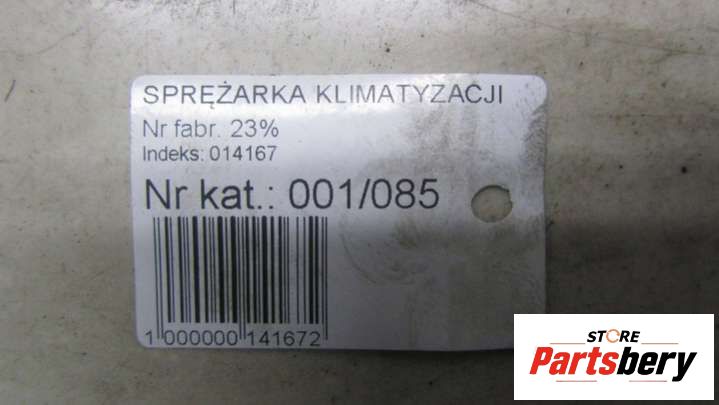 SPRĘŻARKA KLIMATYZACJI
Nr fabr. 23%
Indeks: 014167
Nr kat.: 001/085
1 000000 141672
STORE
Partsbery